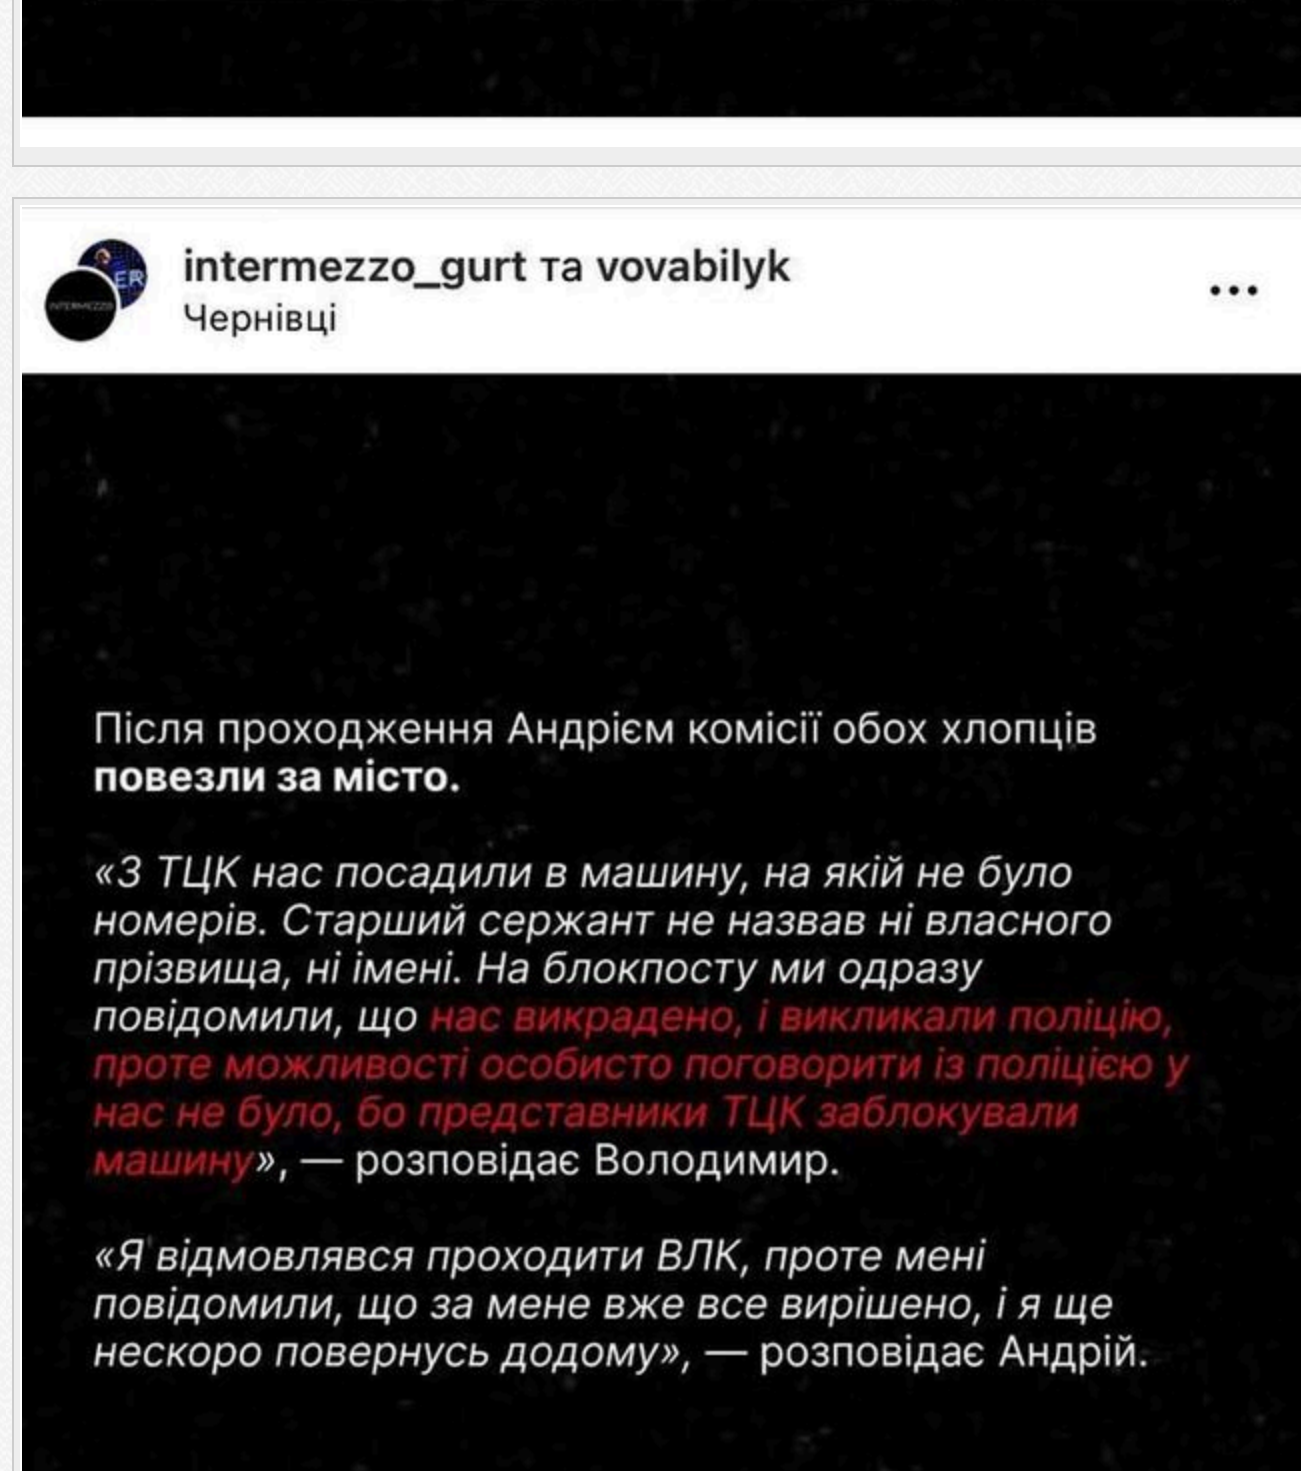 intermezzo_gurt та vovabilyk
Чернівці
Після проходження Андрієм комісії обох хлопців
повезли за місто.
«З ТЦК нас посадили в машину, на якій не було
номерів. Старший сержант не назвав ні власного
прізвища, ні імені. На блокпосту ми одразу
повідомили, що нас викрадено, і викликали поліцію,
проте можливості особисто поговорити із поліцією у
нас не було, бо представники ТЦК заблокували
машину», — розповідає Володимир.
«Я відмовлявся проходити ВЛК, проте мені
повідомили, що за мене вже все вирішено, і я ще
нескоро повернусь додому», — розповідає Андрій.